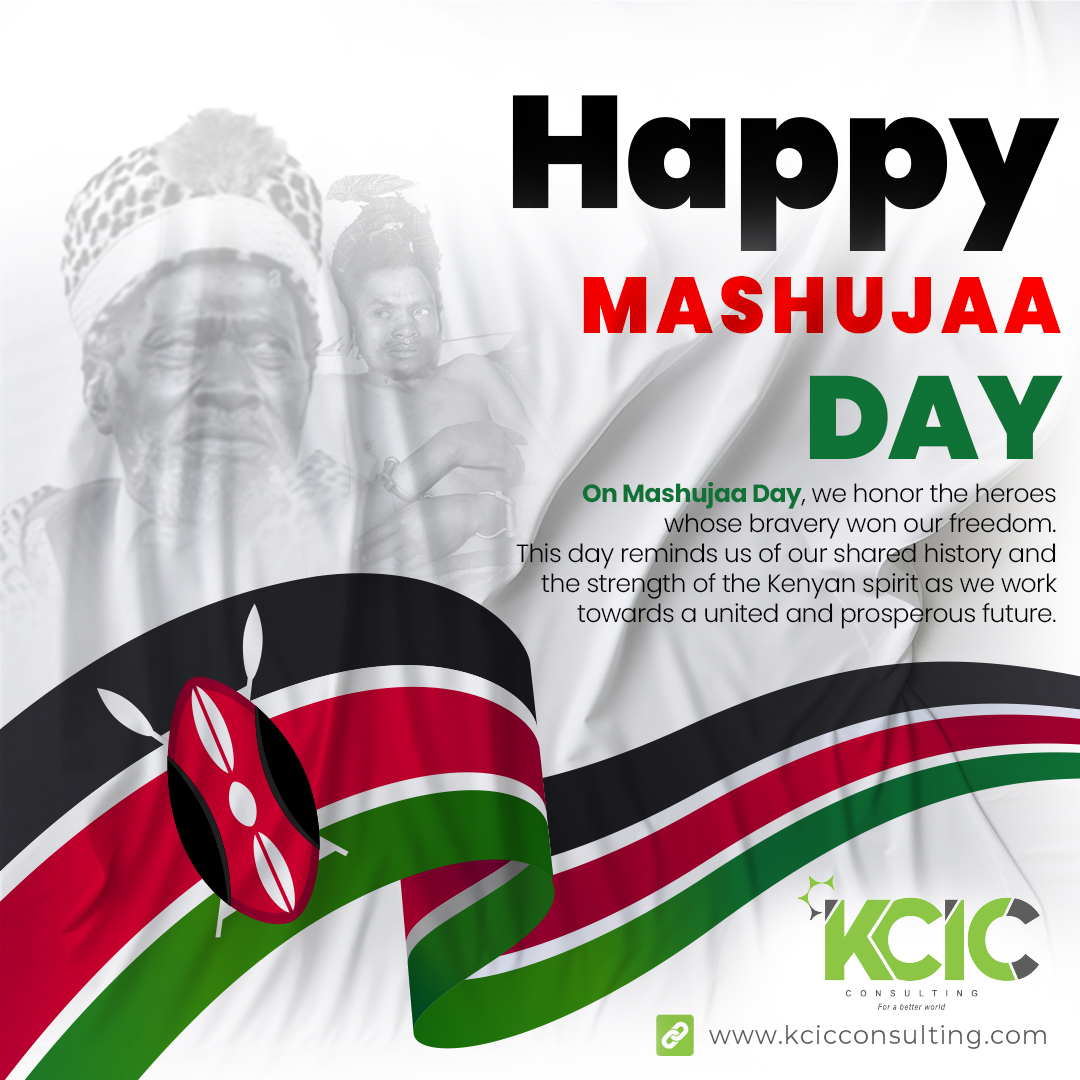 Happy
MASHUJAA
DAY
On Mashujaa Day, we honor the heroes
whose bravery won our freedom.
This day reminds us of our shared history and
the strength of the Kenyan spirit as we work
towards a united and prosperous future.
KCIC
CONSULTING
For a better world
www.kcicconsulting.com